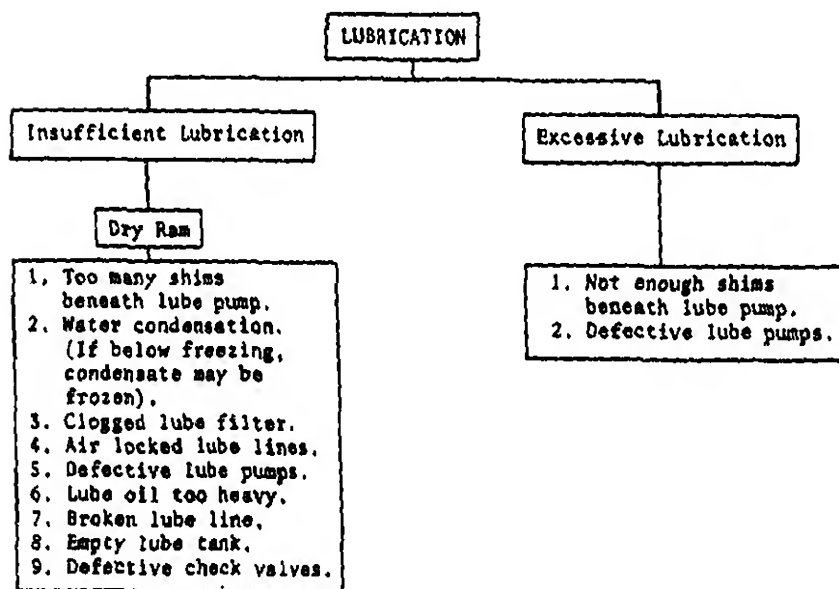 LUBRICATION
Insufficient Lubrication
Excessive Lubrication
Dry Ram
1. Too many shims
beneath lube pump.
2. Water condensation.
(If below freezing,
condensate may be
frozen).
3. Clogged lube filter.
4. Air locked lube lines.
5. Defective lube pumps.
6. Lube oil too heavy.
7. Broken lube line.
8. Empty lube tank.
9. Defective check valves.
1. Not enough shims
beneath lube pump.
2. Defective lube pumps.